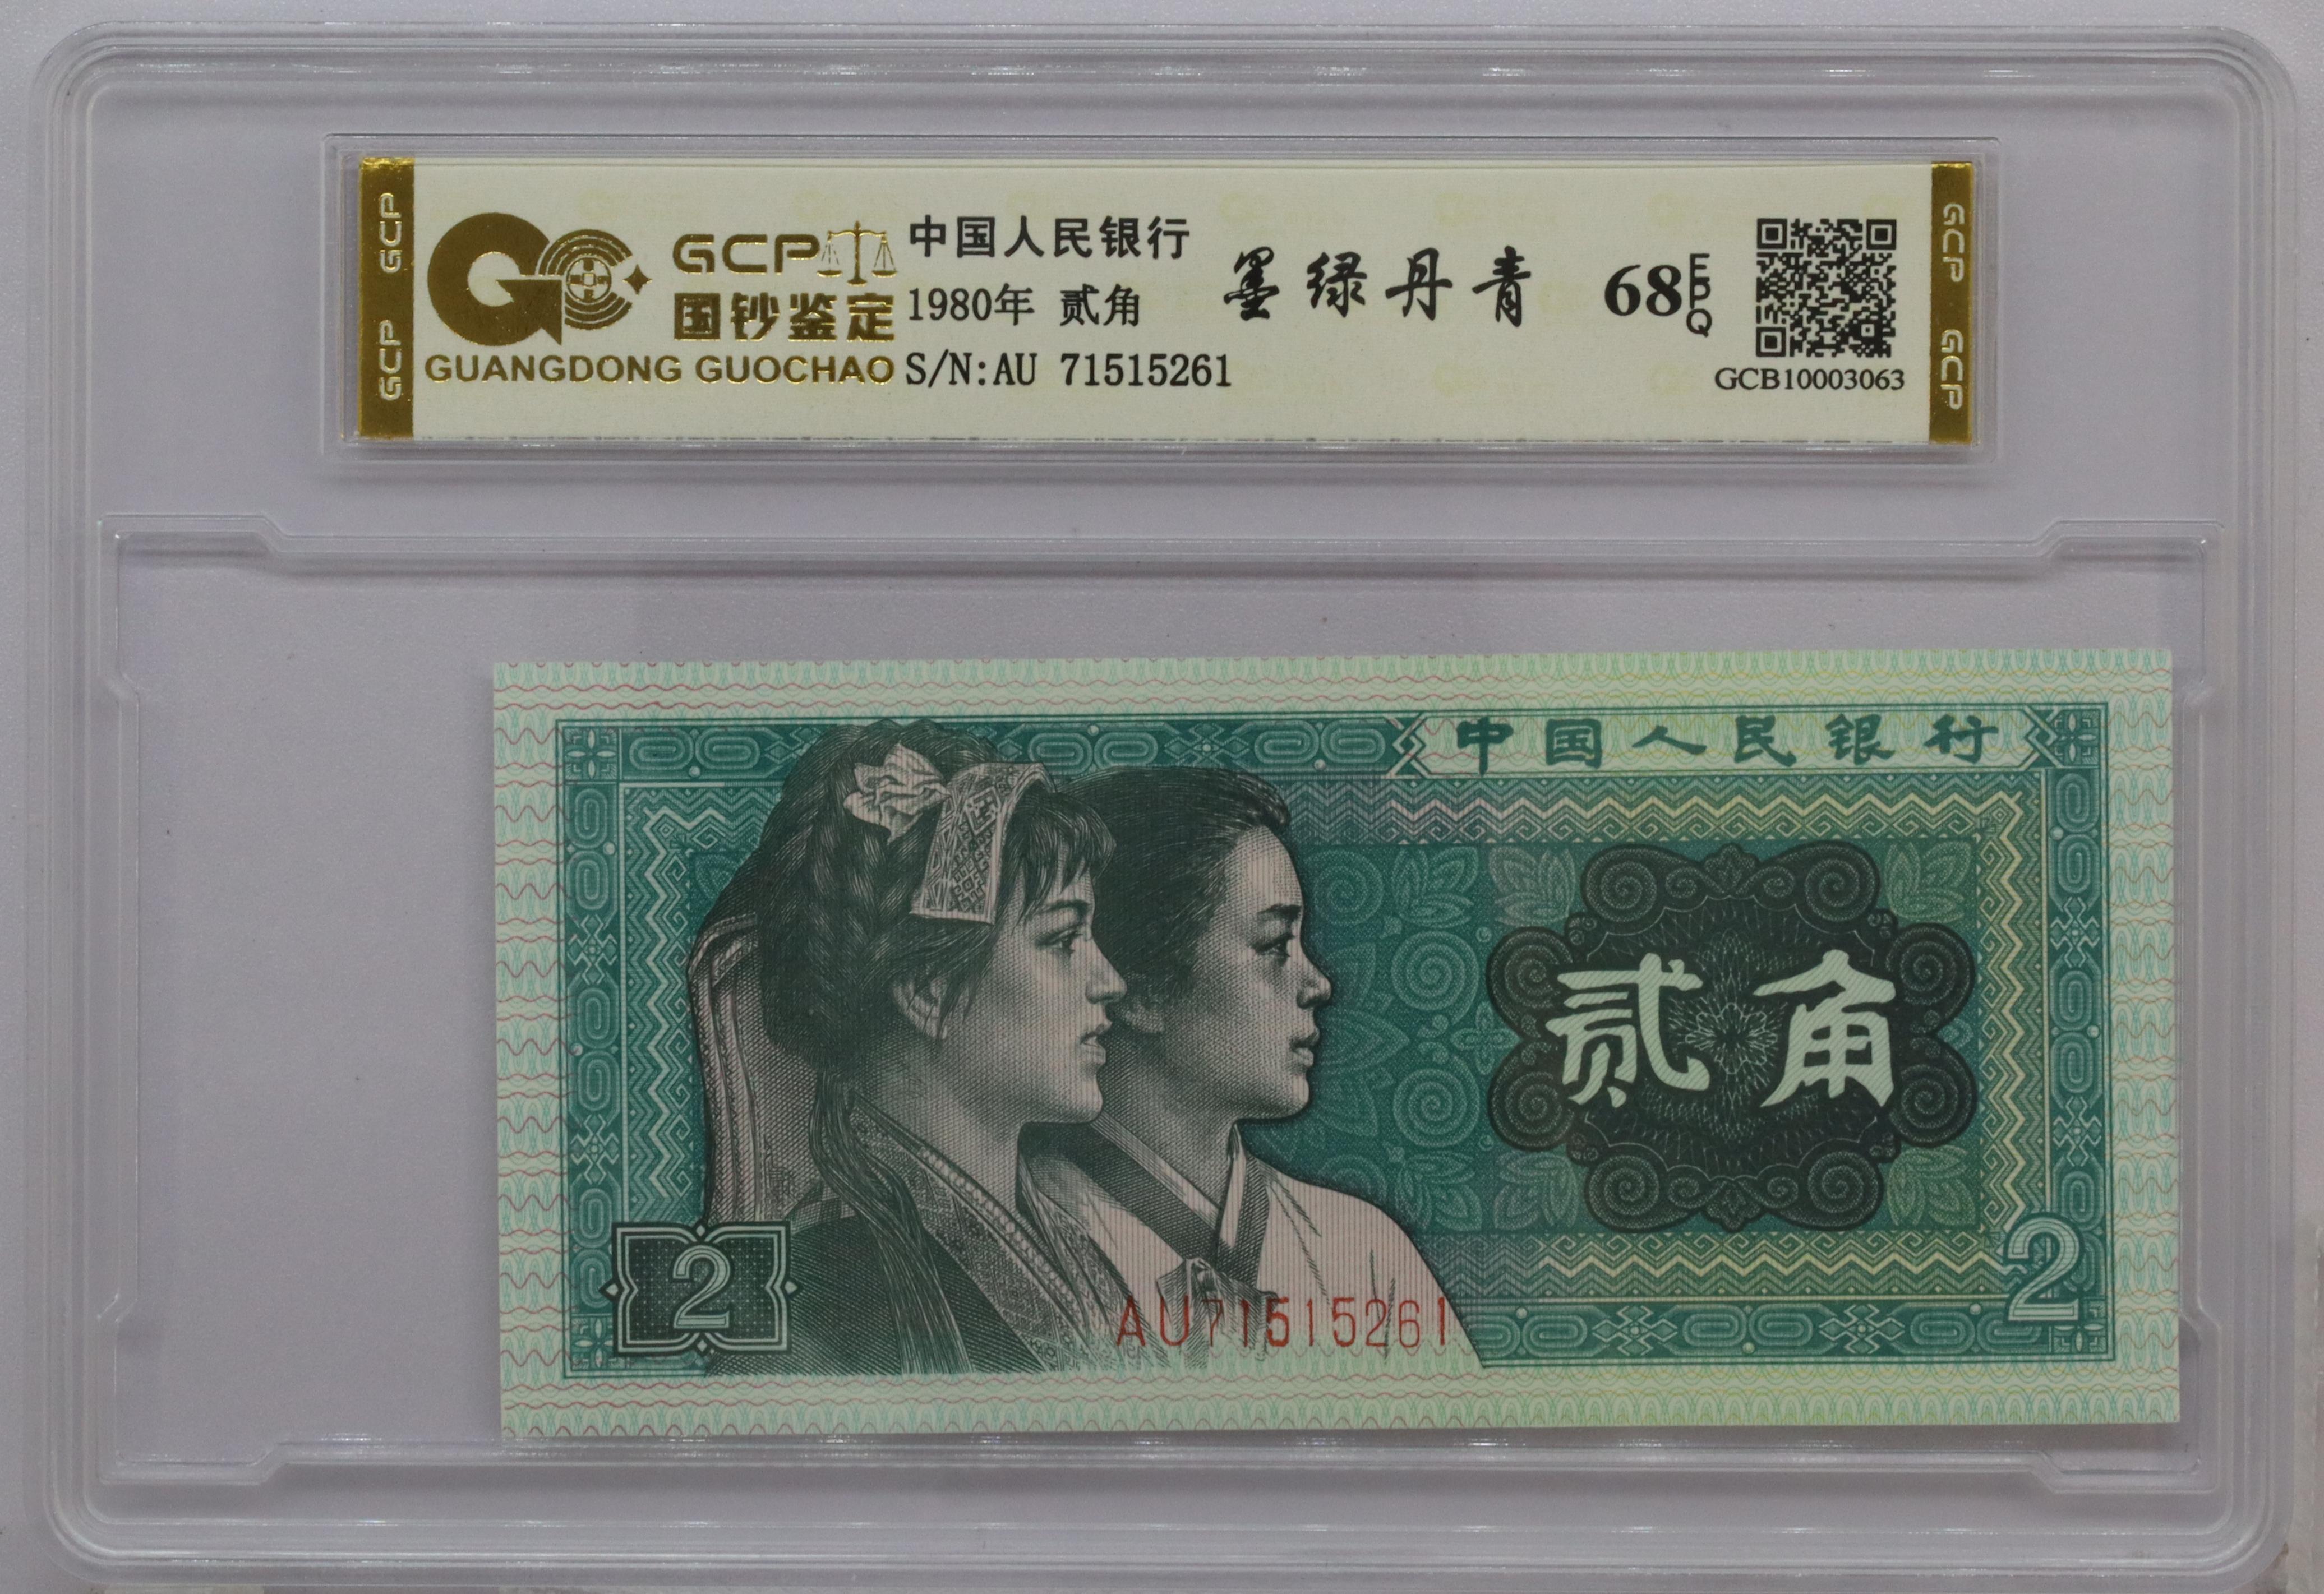 GCP
GCP
GCP
国钞鉴定
GUANGDONG GUOCHAO
中国人民银行
1980年 贰角
S/N:AU 71515261
墨绿丹青
68 EPQ
GCB10003063
GCP
GCP
中国人民银行
贰角
2
AU71515261
2